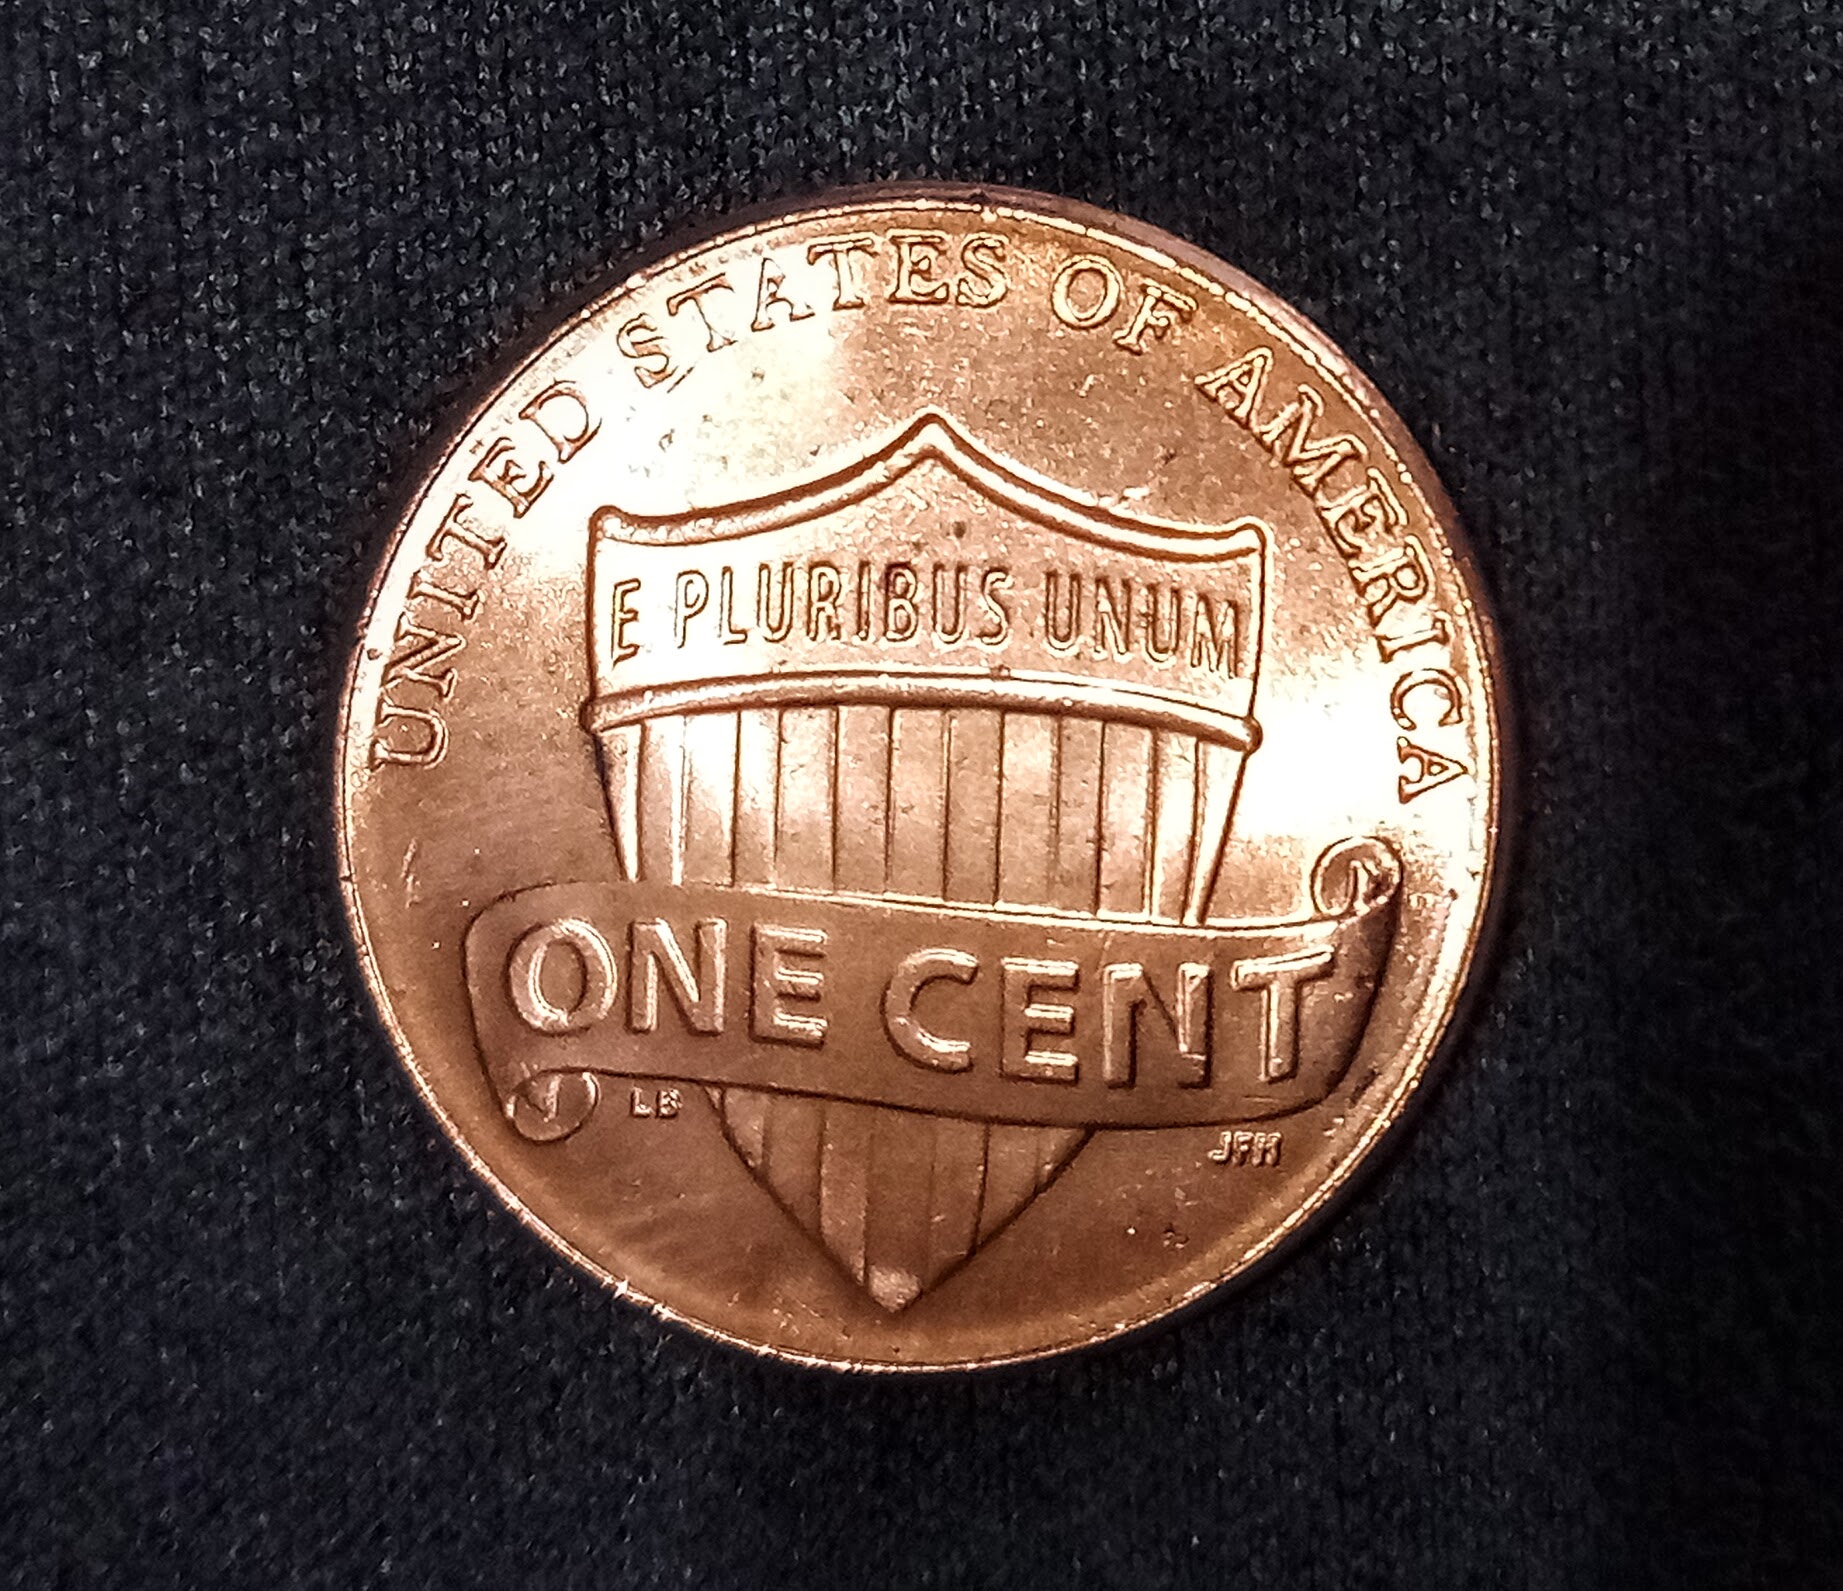 UNITED STATES OF AMERICA
E PLURIBUS UNUM
ONE CENT
LB
JFM